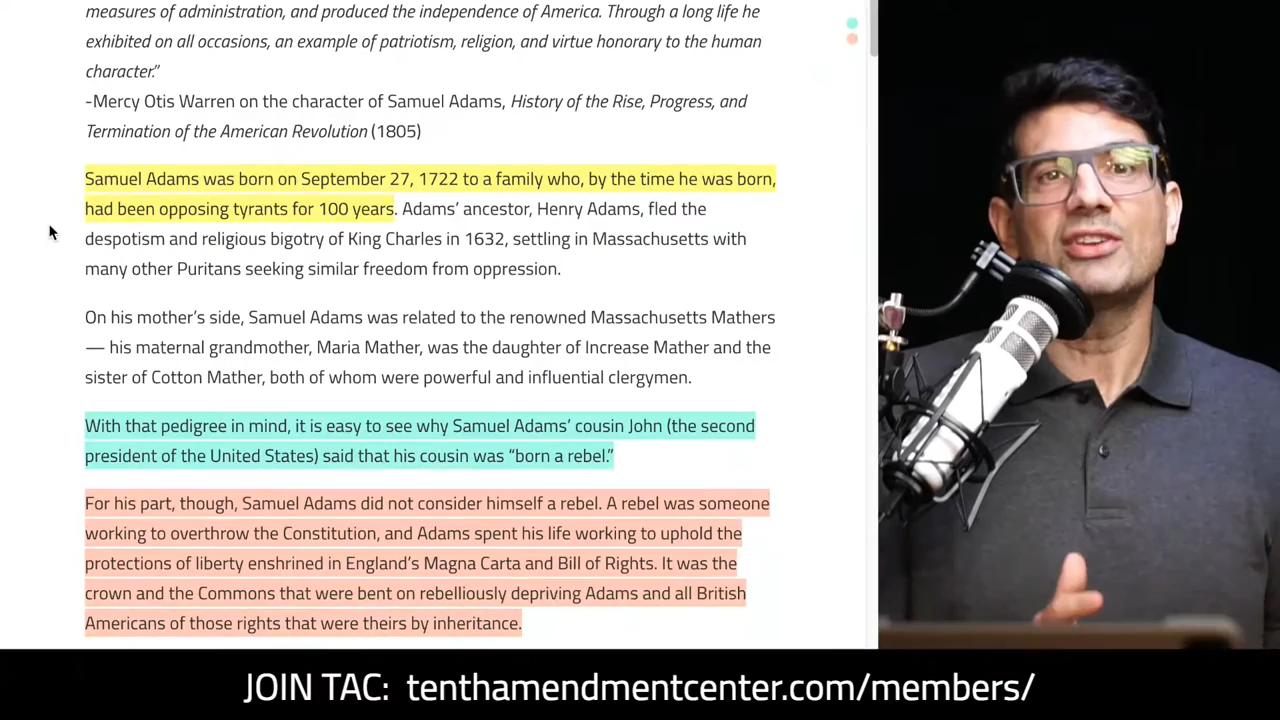 measures of administration, and produced the independence of America. Through a long life he
exhibited on all occasions, an example of patriotism, religion, and virtue honorary to the human
character.”
-Mercy Otis Warren on the character of Samuel Adams, History of the Rise, Progress, and
Termination of the American Revolution (1805)
Samuel Adams was born on September 27, 1722 to a family who, by the time he was born,
had been opposing tyrants for 100 years. Adams’ ancestor, Henry Adams, fled the
despotism and religious bigotry of King Charles in 1632, settling in Massachusetts with
many other Puritans seeking similar freedom from oppression.
On his mother’s side, Samuel Adams was related to the renowned Massachusetts Mathers
— his maternal grandmother, Maria Mather, was the daughter of Increase Mather and the
sister of Cotton Mather, both of whom were powerful and influential clergymen.
With that pedigree in mind, it is easy to see why Samuel Adams’ cousin John (the second
president of the United States) said that his cousin was “born a rebel.”
For his part, though, Samuel Adams did not consider himself a rebel. A rebel was someone
working to overthrow the Constitution, and Adams spent his life working to uphold the
protections of liberty enshrined in England’s Magna Carta and Bill of Rights. It was the
crown and the Commons that were bent on rebelliously depriving Adams and all British
Americans of those rights that were theirs by inheritance.
JOIN TAC: tenthamendmentcenter.com/members/